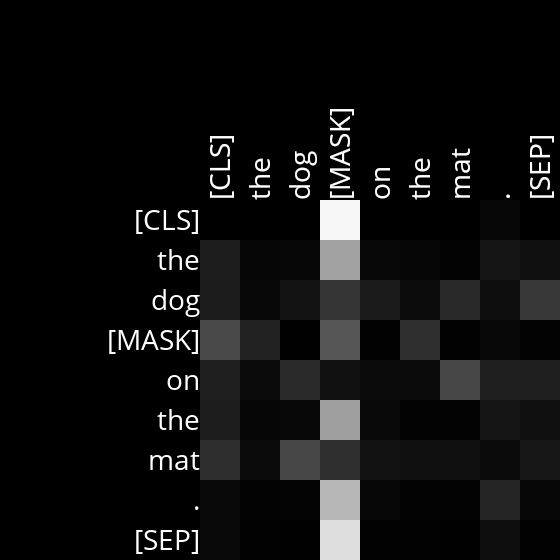 [CLS] the dog [MASK] on the mat . [SEP]
[CLS]
the
dog
[MASK]
on
the
mat
.
[SEP]